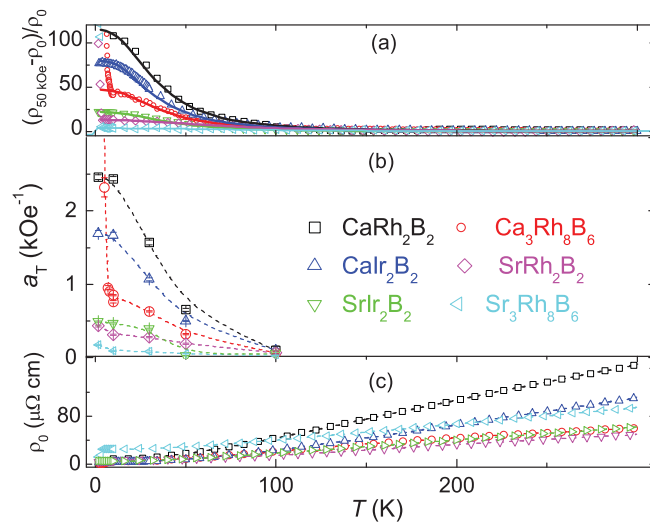 (ρ50 kOe-ρ0)/ρ0
100
50
0
(a)
aT (kOe-1)
2
1
0
(b)
CaRh2B2
Ca3Rh8B6
CaIr2B2
SrRh2B2
SrIr2B2
Sr3Rh8B6
ρ0 (μΩ cm)
80
0
(c)
0
100
200
T (K)